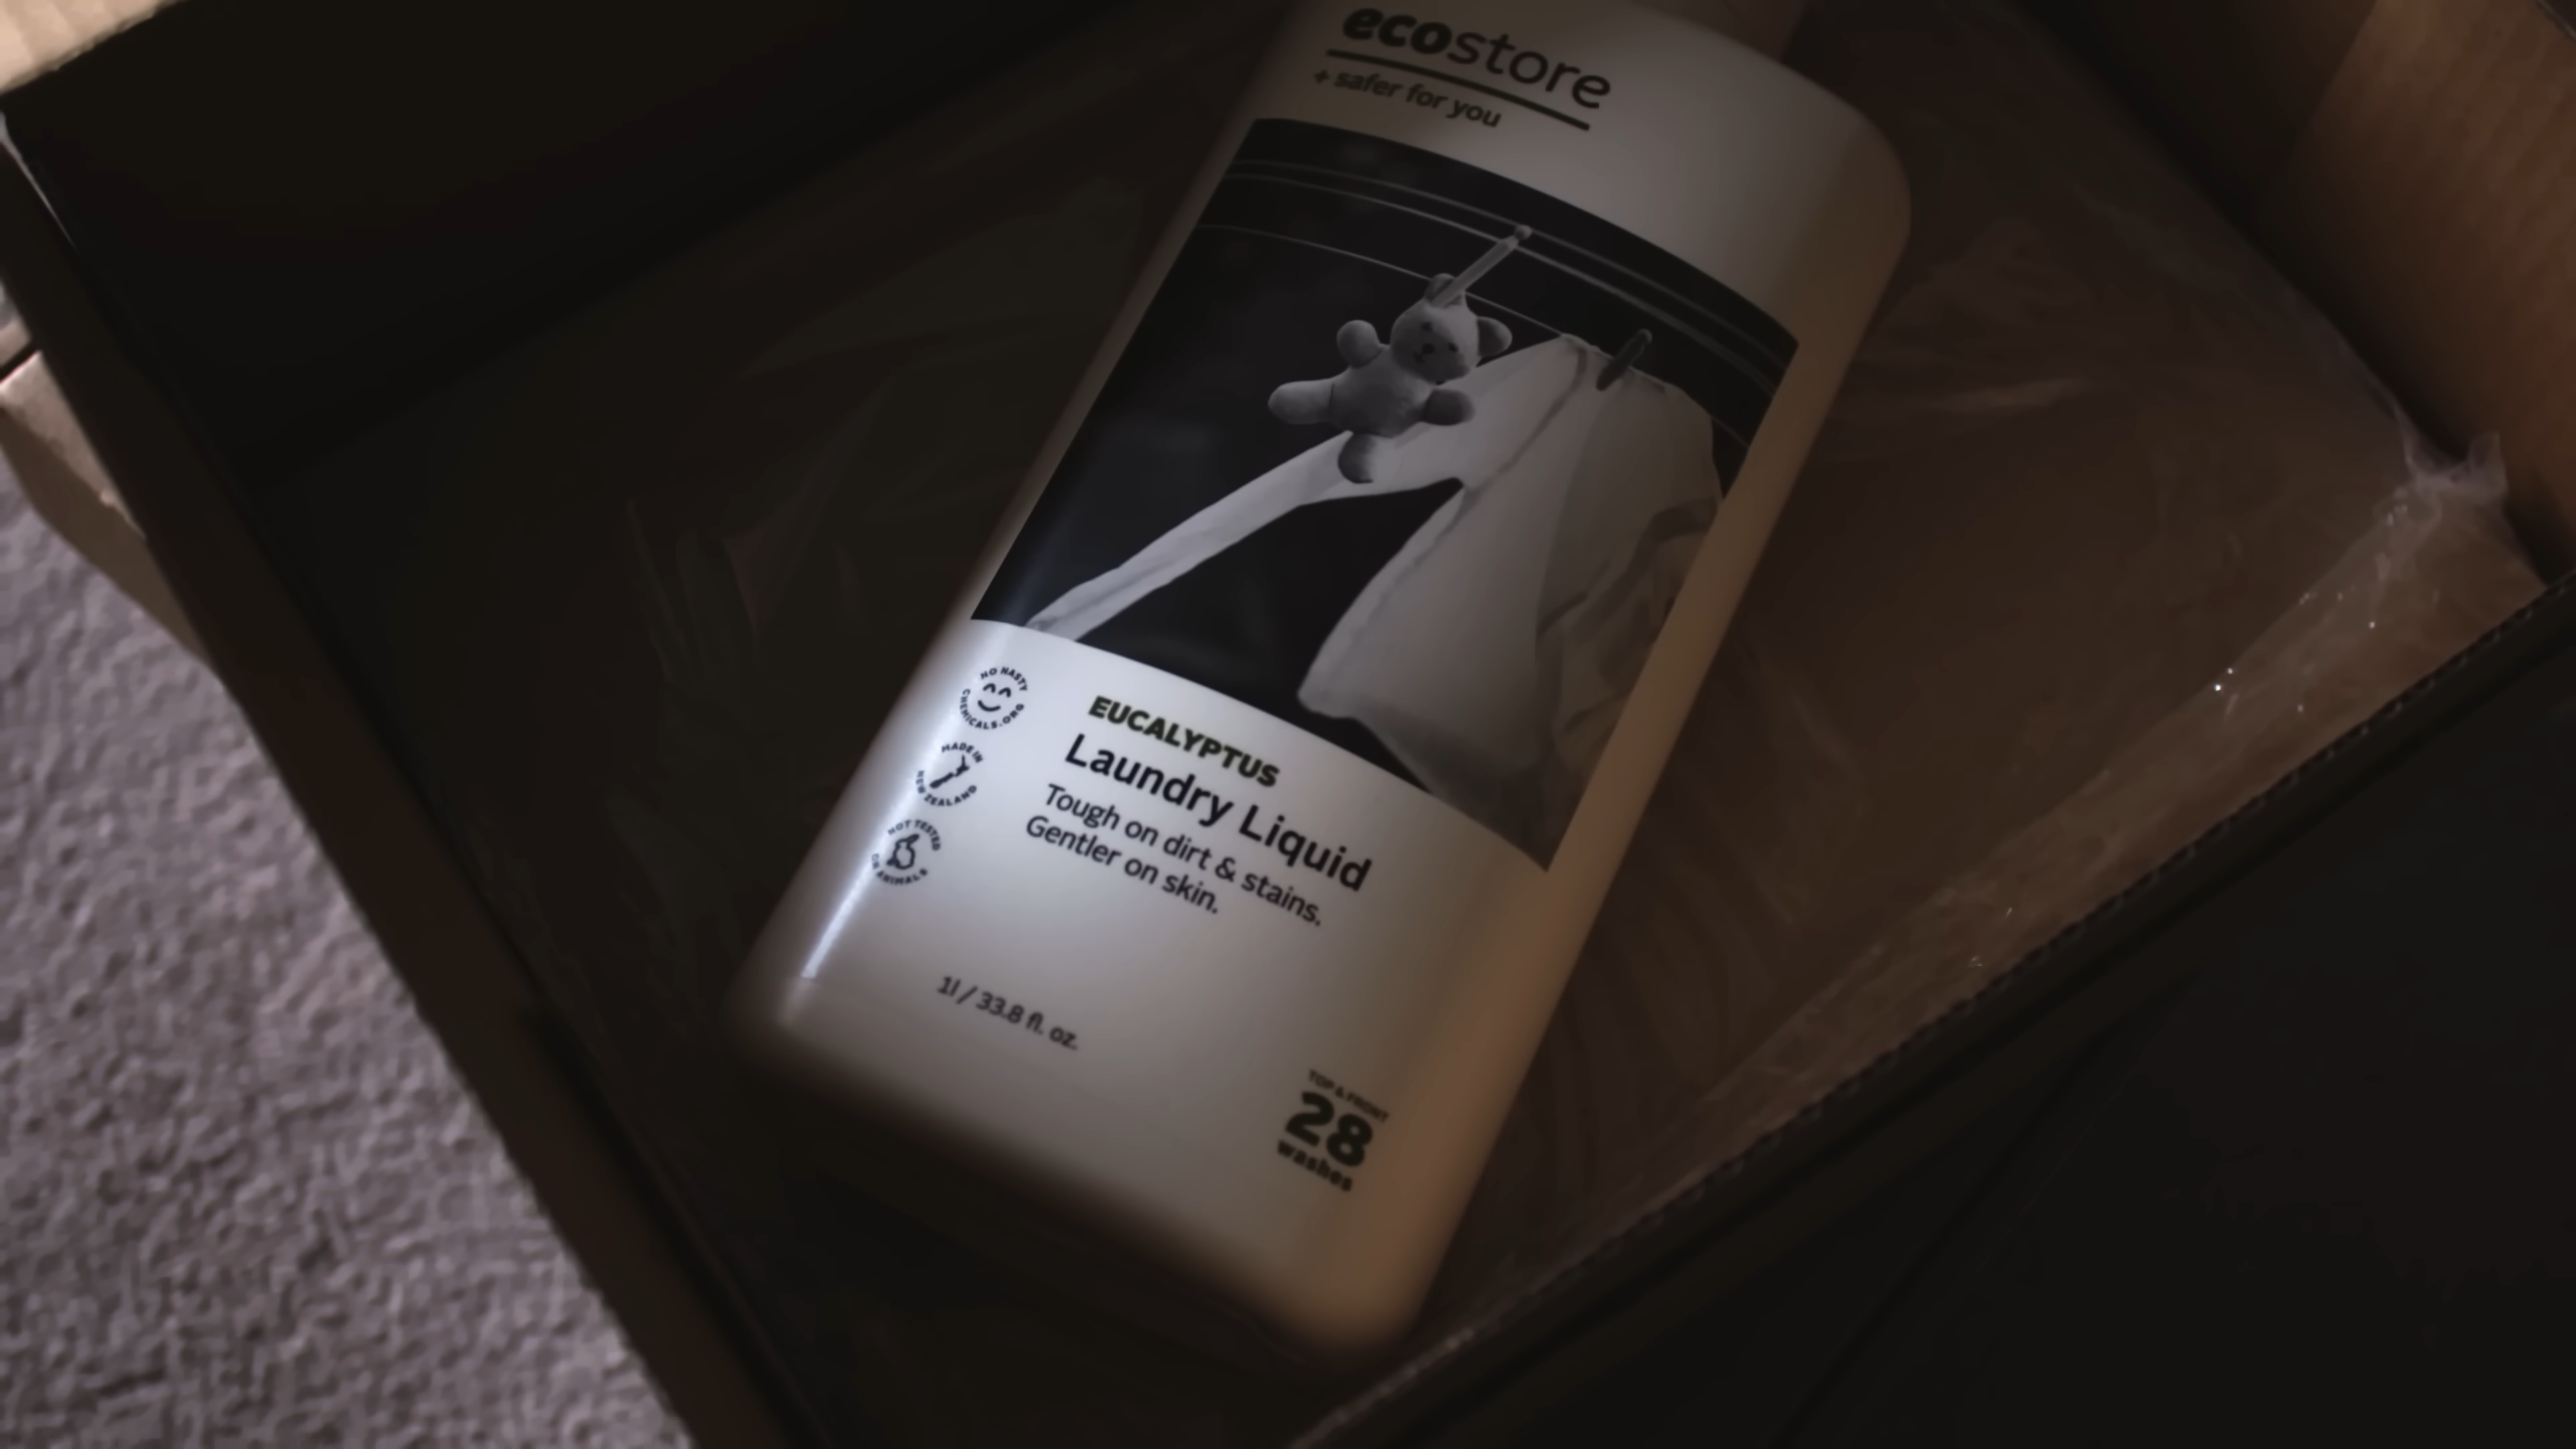 ecostore
+ safer for you
NO NASTY CHEMICALS.ORG
MADE IN NEW ZEALAND
NOT TESTED ON ANIMALS
EUCALYPTUS
Laundry Liquid
Tough on dirt & stains.
Gentler on skin.
1l / 33.8 fl. oz.
TOP & FRONT
28
washes